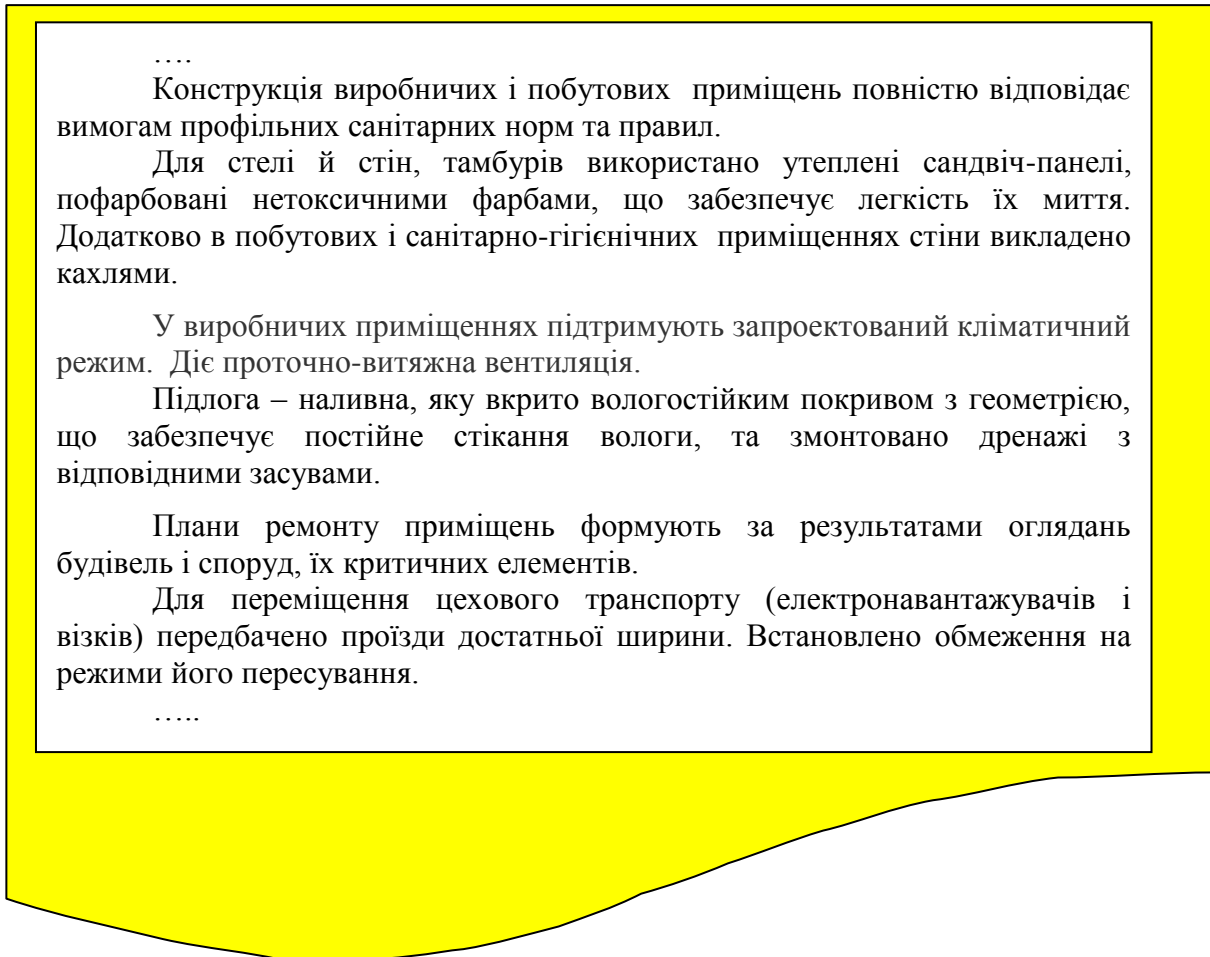 ….
Конструкція виробничих і побутових приміщень повністю відповідає
вимогам профільних санітарних норм та правил.
Для стелі й стін, тамбурів використано утеплені сандвіч-панелі,
пофарбовані нетоксичними фарбами, що забезпечує легкість їх миття.
Додатково в побутових і санітарно-гігієнічних приміщеннях стіни викладено
кахлями.
У виробничих приміщеннях підтримують запроектований кліматичний
режим. Діє проточно-витяжна вентиляція.
Підлога – наливна, яку вкрито вологостійким покривом з геометрією,
що забезпечує постійне стікання вологи, та змонтовано дренажі з
відповідними засувами.
Плани ремонту приміщень формують за результатами оглядань
будівель і споруд, їх критичних елементів.
Для переміщення цехового транспорту (електронавантажувачів і
візків) передбачено проїзди достатньої ширини. Встановлено обмеження на
режими його пересування.
…..